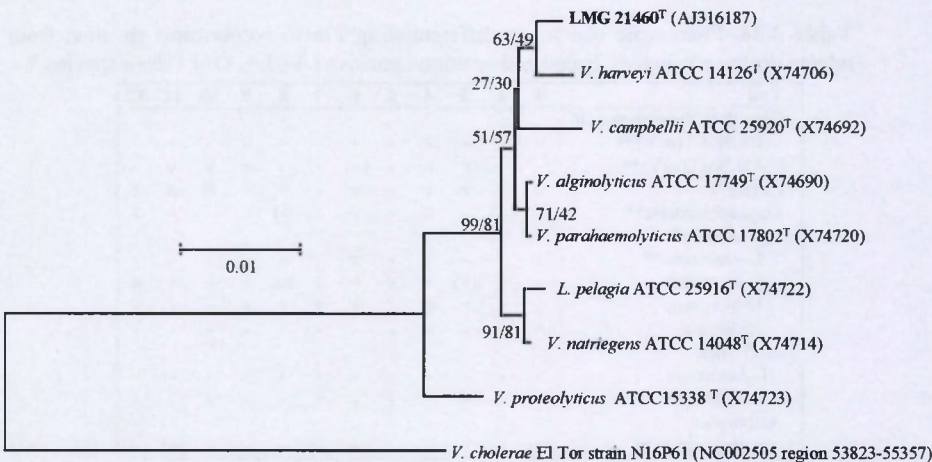 LMG 21460T (AJ316187)
63/49
V. harveyi ATCC 14126T (X74706)
27/30
V. campbellii ATCC 25920T (X74692)
51/57
V. alginolyticus ATCC 17749T (X74690)
71/42
V. parahaemolyticus ATCC 17802T (X74720)
99/81
0.01
L. pelagia ATCC 25916T (X74722)
91/81
V. natriegens ATCC 14048T (X74714)
V. proteolyticus ATCC15338 T (X74723)
V. cholerae El Tor strain N16P61 (NC002505 region 53823-55357)